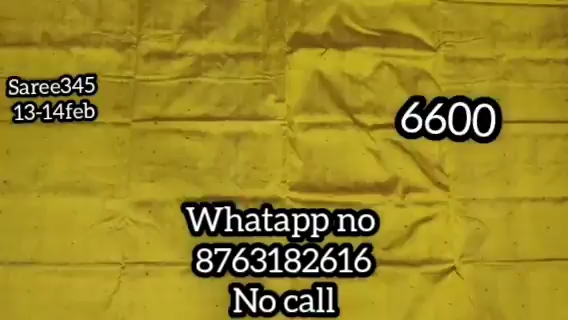 Saree345
13-14feb
6600
Whatapp no
8763182616
No call